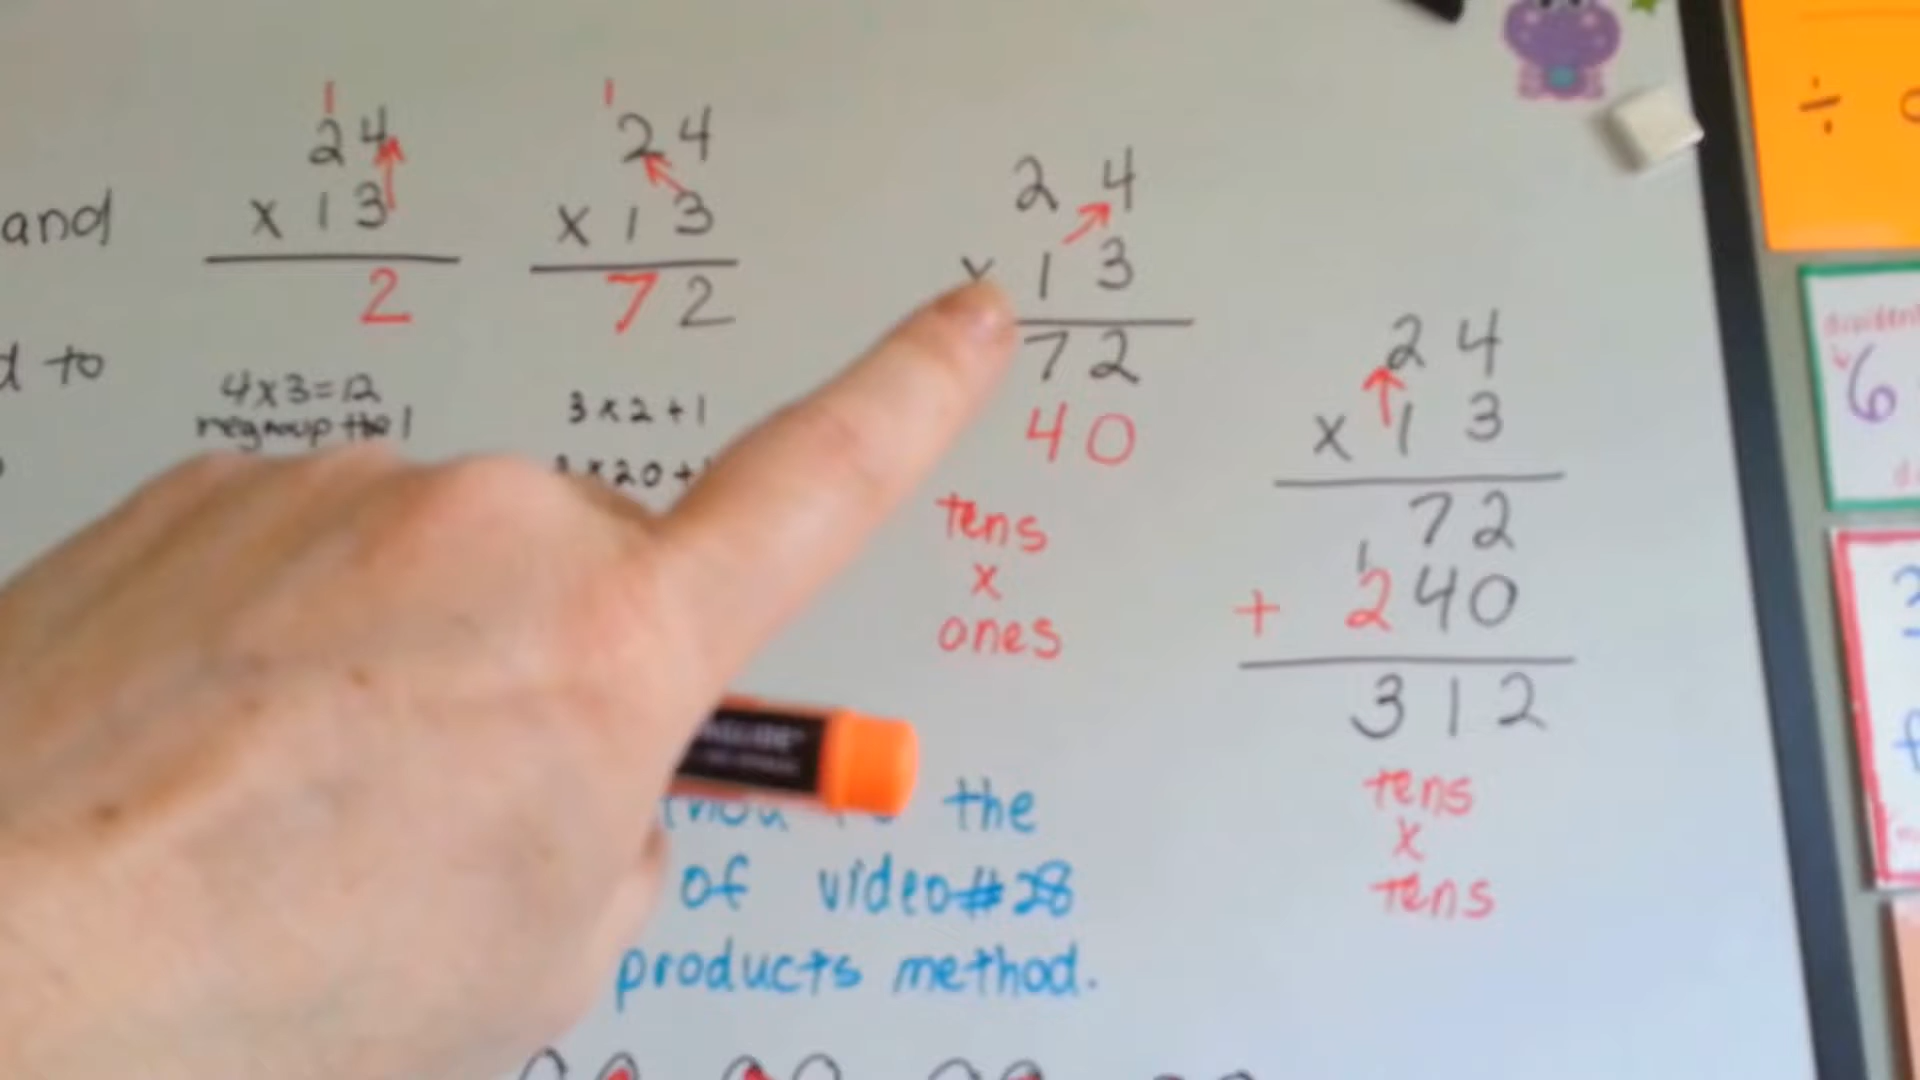 and
d to
1
24
x 13
2
4x3=12
regroup the 1
1
24
x 13
72
3x2+1
x20+
24
x 13
72
40
tens
x
ones
24
x 13
72
1
+ 240
312
tens
x
tens
the
of video#28
products method.
÷
dividend
6